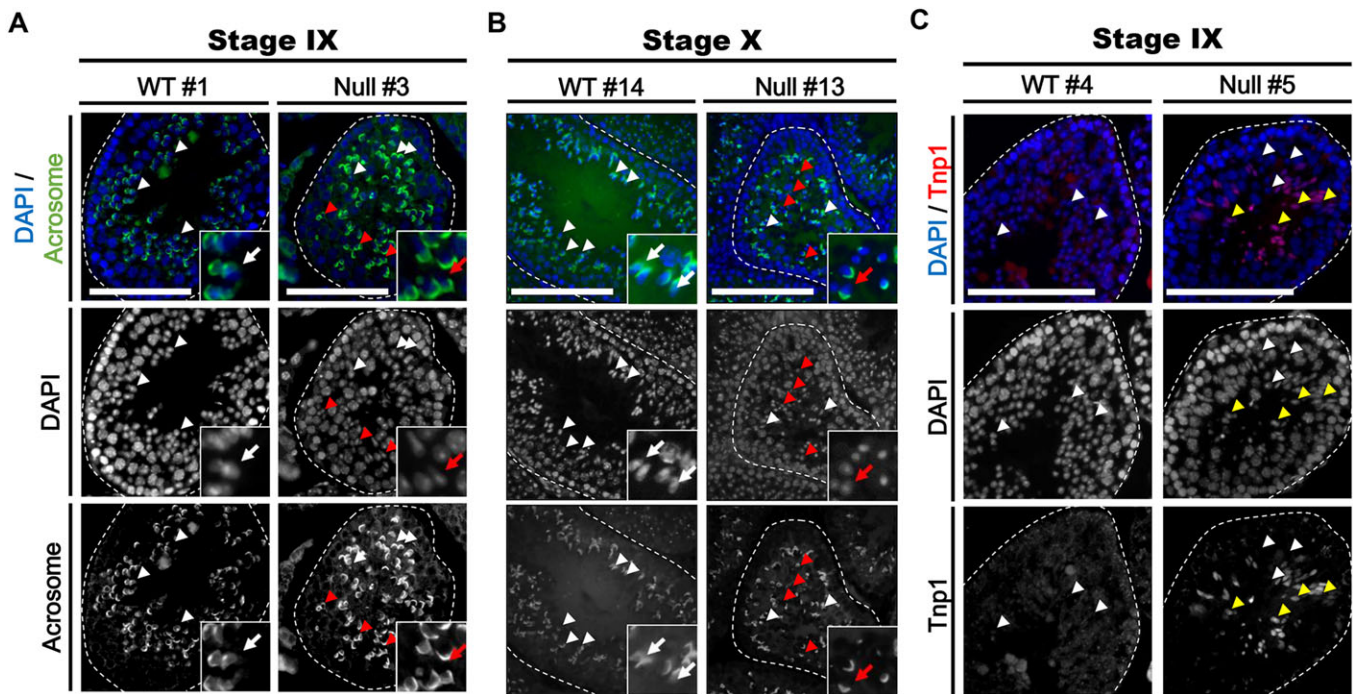 A
Stage IX
WT #1
Null #3
DAPI /
Acrosome
DAPI
Acrosome
B
Stage X
WT #14
Null #13
C
Stage IX
WT #4
Null #5
DAPI / Tnp1
DAPI
Tnp1